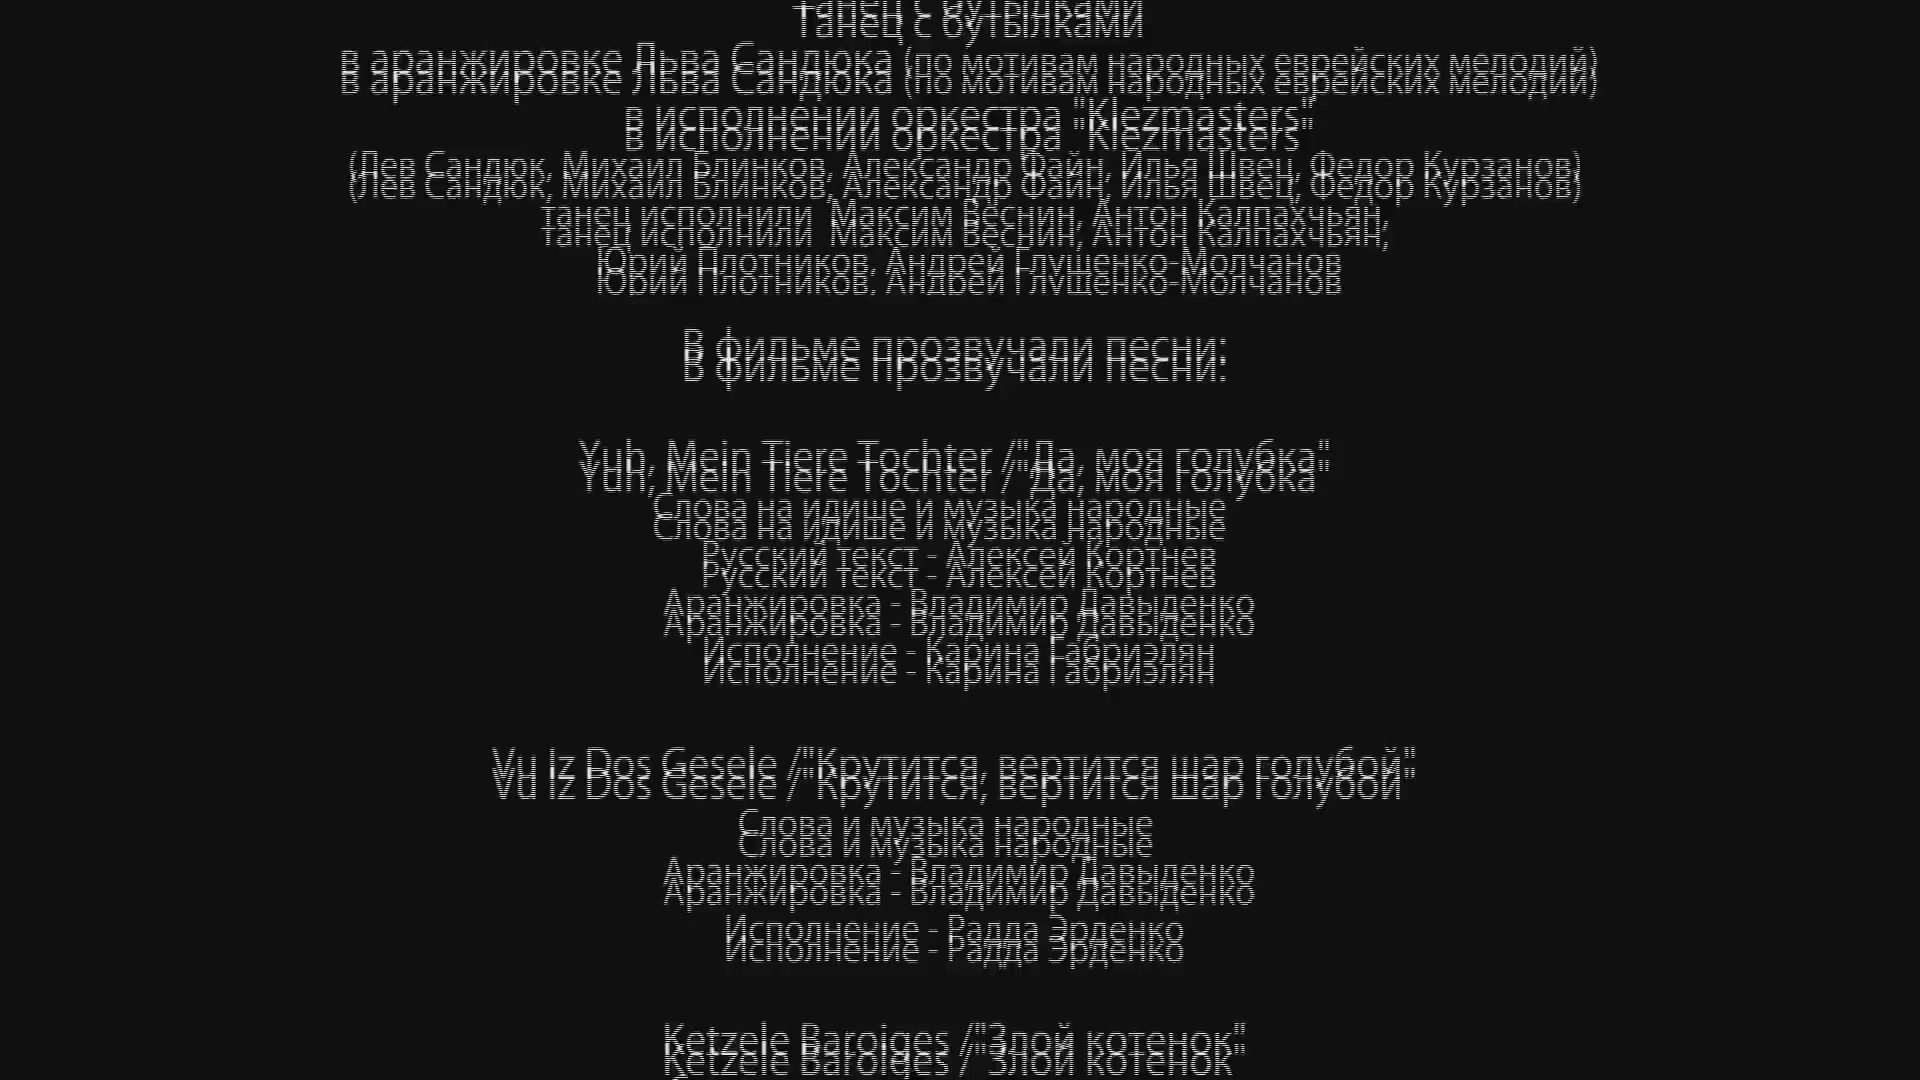 танец с бутылками
в аранжировке Льва Сандюка (по мотивам народных еврейских мелодий)
в исполнении оркестра "Klezmasters"
(Лев Сандюк, Михаил Блинков, Александр Файн, Илья Швец, Федор Курзанов)
танец исполнили Максим Веснин, Антон Калпахчьян,
Юрий Плотников, Андрей Глущенко-Молчанов
В фильме прозвучали песни:
Yuh, Mein Tiere Tochter /"Да, моя голубка"
Слова на идише и музыка народные
Русский текст - Алексей Кортнев
Аранжировка - Владимир Давыденко
Исполнение - Карина Габриэлян
Vu Iz Dos Gesele /"Крутится, вертится шар голубой"
Слова и музыка народные
Аранжировка - Владимир Давыденко
Исполнение - Радда Эрденко
Ketzele Baroiges /"Злой котенок"